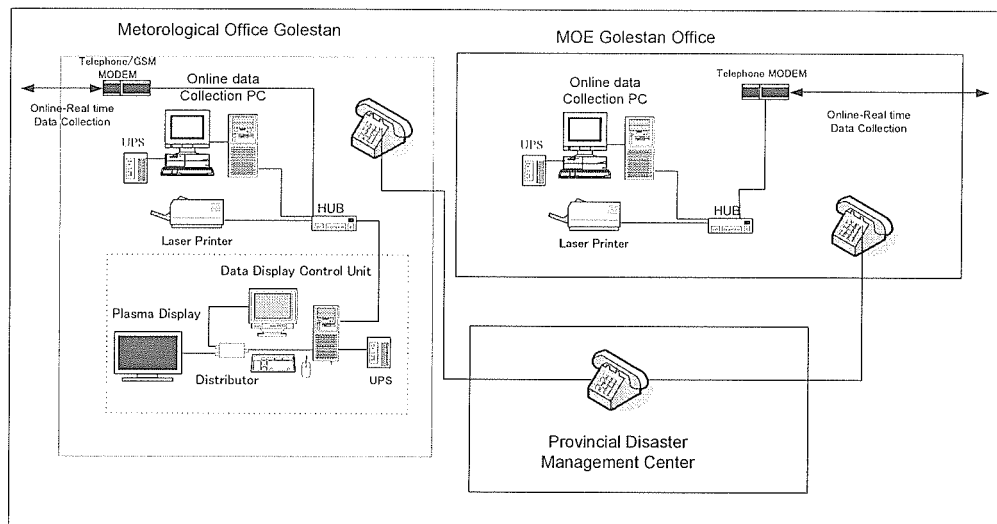 Metorological Office Golestan
Telephone/GSM
MODEM
Online-Real time
Data Collection
Online data
Collection PC
UPS
HUB
Laser Printer
Data Display Control Unit
Plasma Display
Distributor
UPS
MOE Golestan Office
Online data
Collection PC
Telephone MODEM
Online-Real time
Data Collection
UPS
HUB
Laser Printer
Provincial Disaster
Management Center